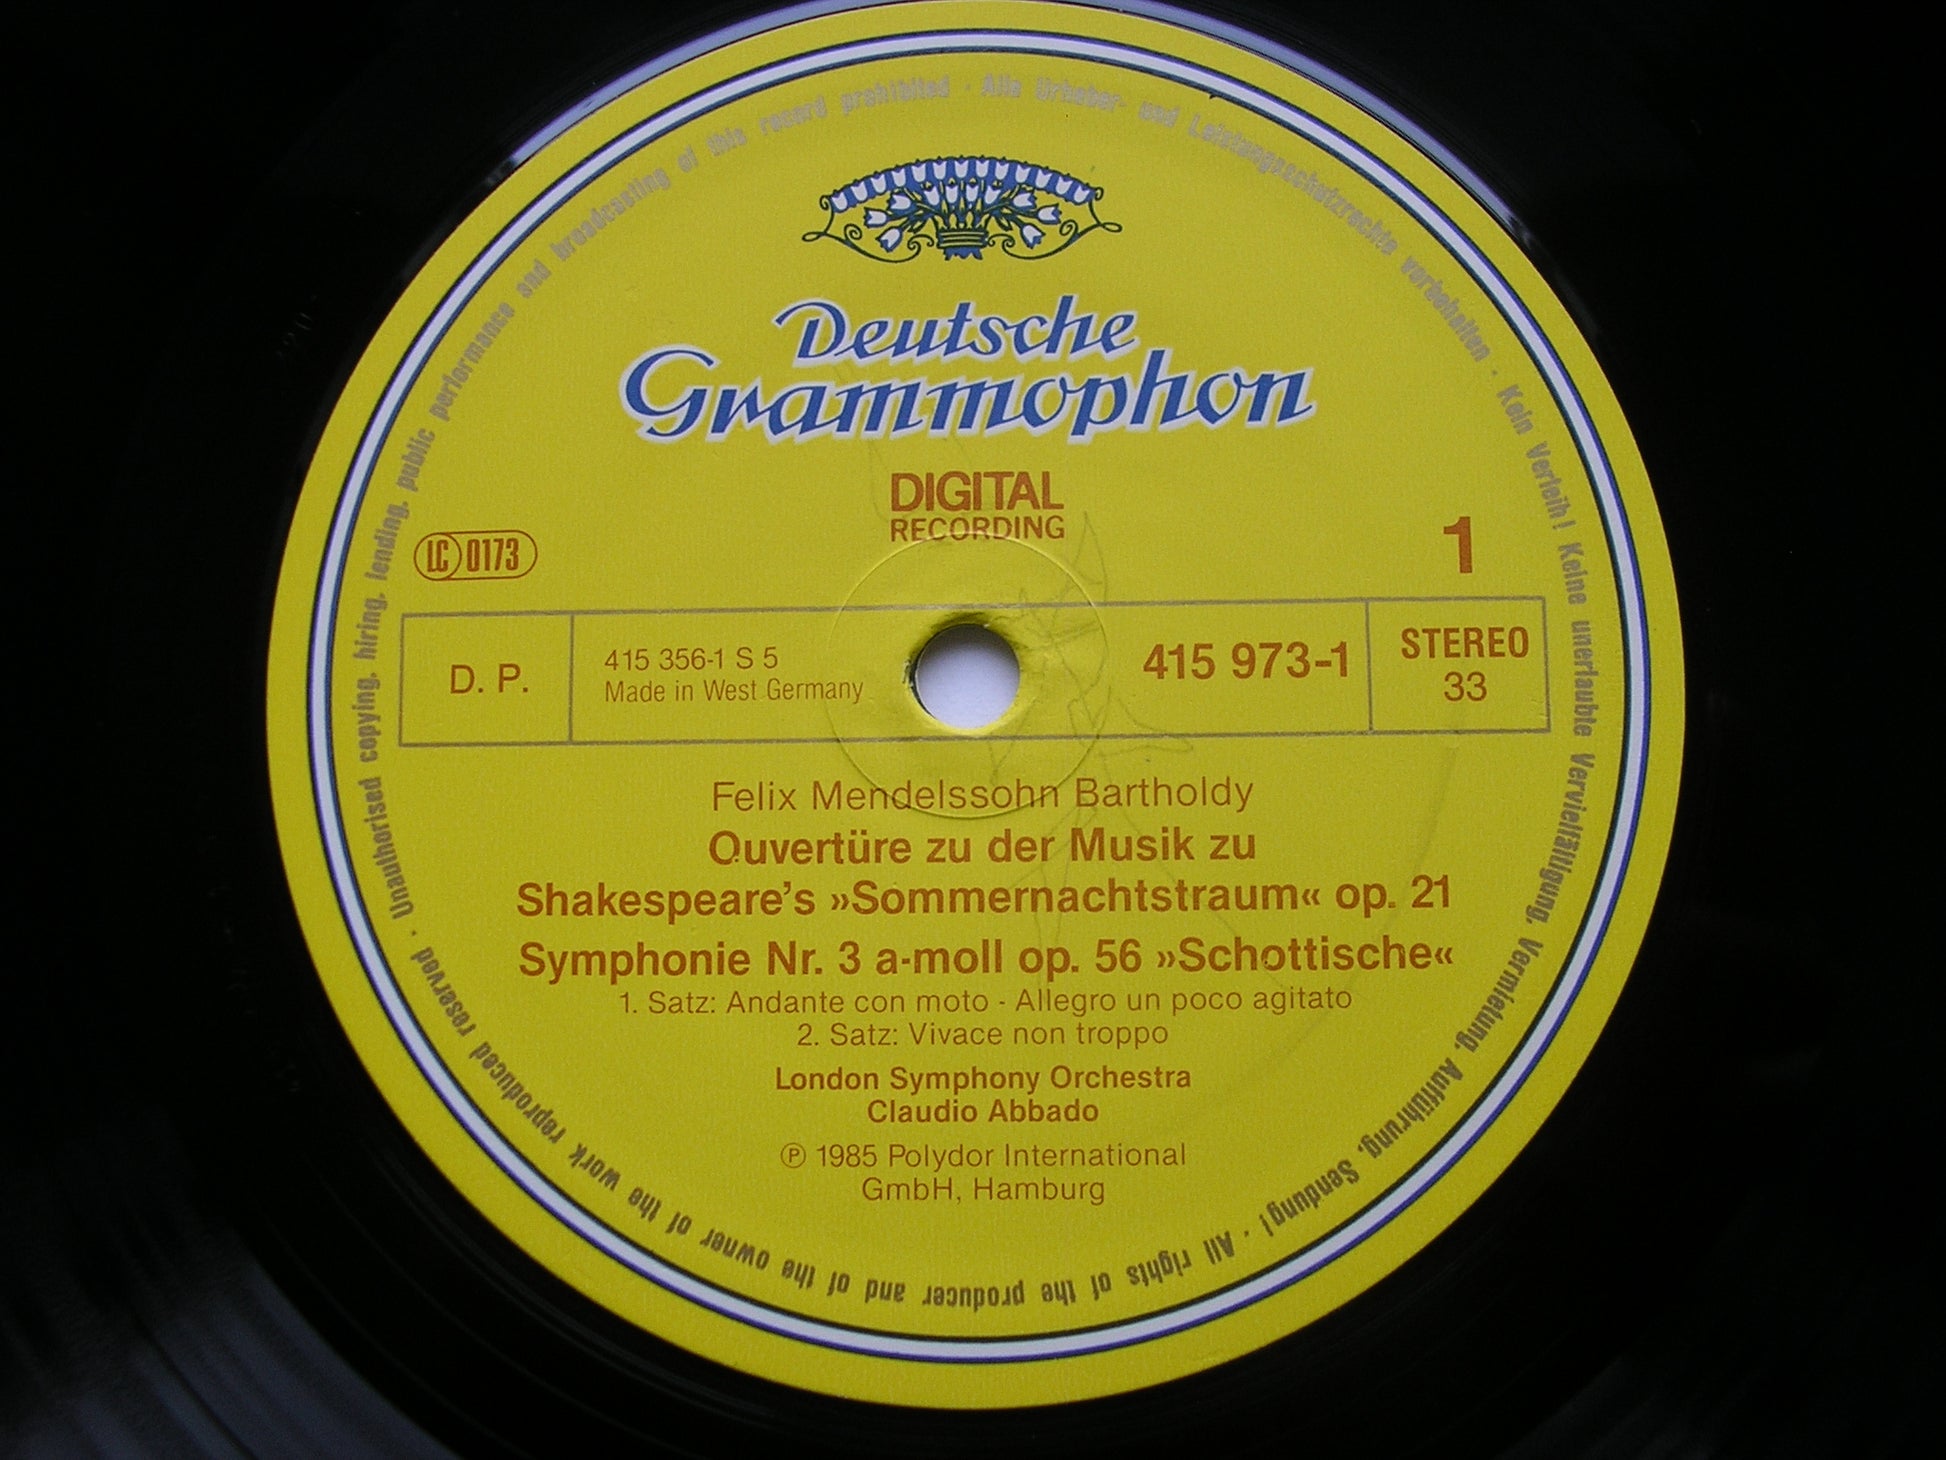 Deutsche
Grammophon
DIGITAL
RECORDING
LC 0173
1
D. P.
415 356-1 S 5
Made in West Germany
415 973-1
STEREO
33
Felix Mendelssohn Bartholdy
Ouvertüre zu der Musik zu
Shakespeare's »Sommernachtstraum« op. 21
Symphonie Nr. 3 a-moll op. 56 »Schottische«
1. Satz: Andante con moto - Allegro un poco agitato
2. Satz: Vivace non troppo
London Symphony Orchestra
Claudio Abbado
℗ 1985 Polydor International
GmbH, Hamburg
Alle Urheber- und Leistungsschutzrechte vorbehalten · Kein Verleih! Keine unerlaubte Vervielfältigung, Vermietung, Aufführung, Sendung! · All rights of the producer and of the owner of the work reproduced reserved · Unauthorised copying, hiring, lending, public performance and broadcasting of this record prohibited ·